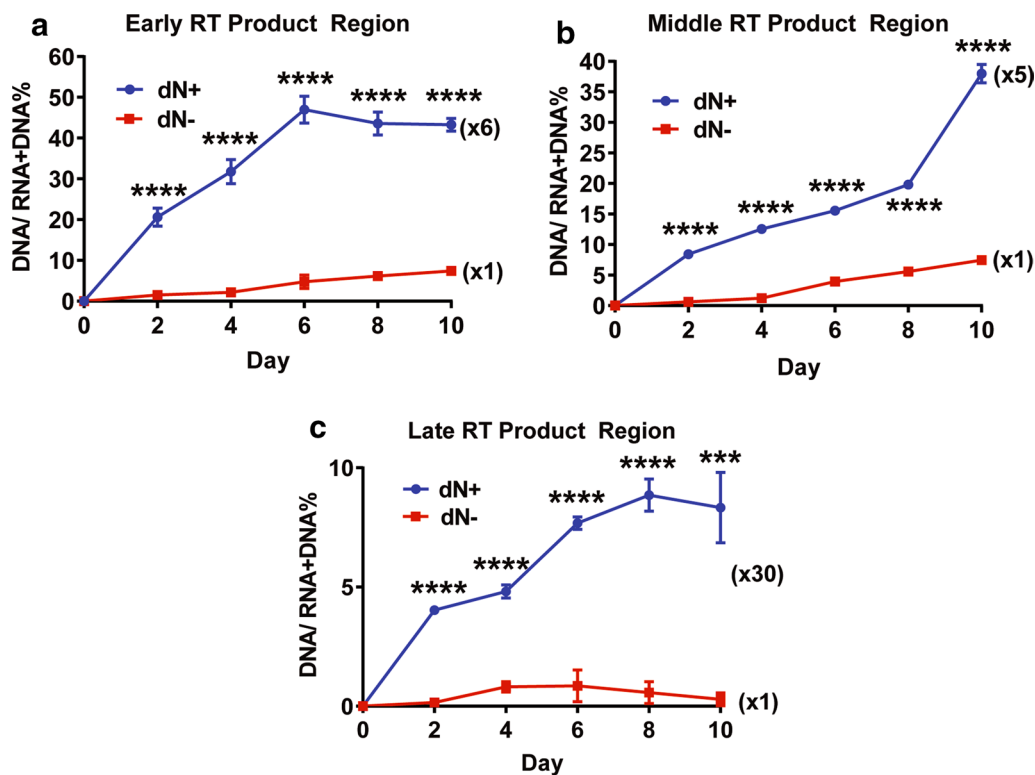 a
Early RT Product Region
DNA/ RNA+DNA%
60
50
40
30
20
10
0
dN+
dN-
****
****
****
****
****
(x6)
(x1)
0 2 4 6 8 10
Day
b
Middle RT Product Region
DNA/ RNA+DNA%
40
35
30
25
20
15
10
5
0
dN+
dN-
****
****
****
****
****
(x5)
(x1)
0 2 4 6 8 10
Day
c
Late RT Product Region
DNA/ RNA+DNA%
10
5
0
dN+
dN-
****
****
****
****
***
(x30)
(x1)
0 2 4 6 8 10
Day